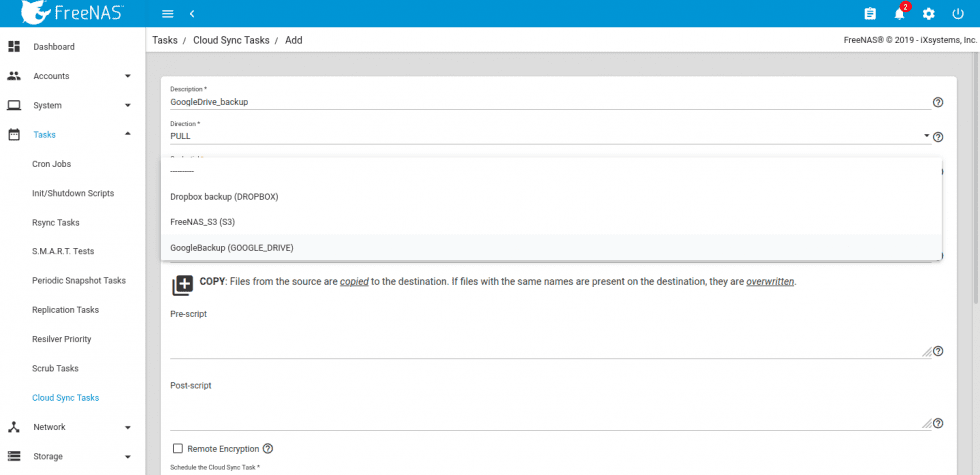 FreeNAS
2
Tasks / Cloud Sync Tasks / Add
FreeNAS® © 2019 - iXsystems, Inc.
Dashboard
Accounts
System
Tasks
Cron Jobs
Init/Shutdown Scripts
Rsync Tasks
S.M.A.R.T. Tests
Periodic Snapshot Tasks
Replication Tasks
Resilver Priority
Scrub Tasks
Cloud Sync Tasks
Network
Storage
Description *
GoogleDrive_backup
Direction *
PULL
----------
Dropbox backup (DROPBOX)
FreeNAS_S3 (S3)
GoogleBackup (GOOGLE_DRIVE)
COPY: Files from the source are copied to the destination. If files with the same names are present on the destination, they are overwritten.
Pre-script
Post-script
Remote Encryption
Schedule the Cloud Sync Task *